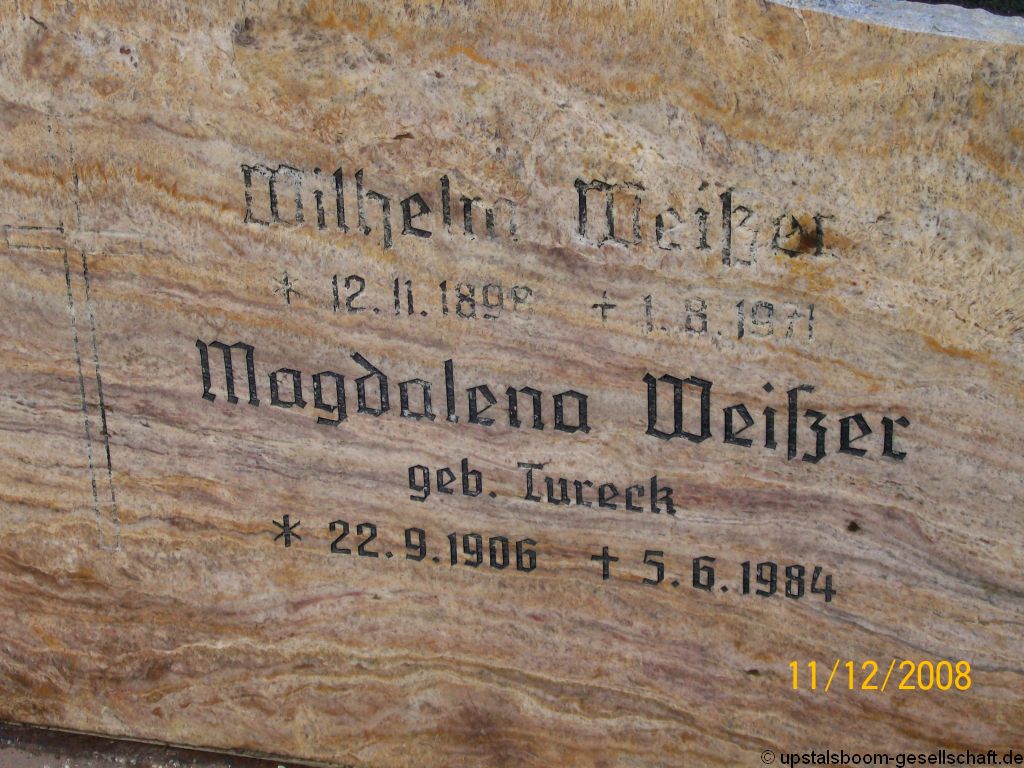 Wilhelm Weißer
* 12.11.1898 + 1.8.1971
Magdalena Weißer
geb. Tureck
* 22.9.1906 + 5.6.1984
11/12/2008
© upstalsboom-gesellschaft.de